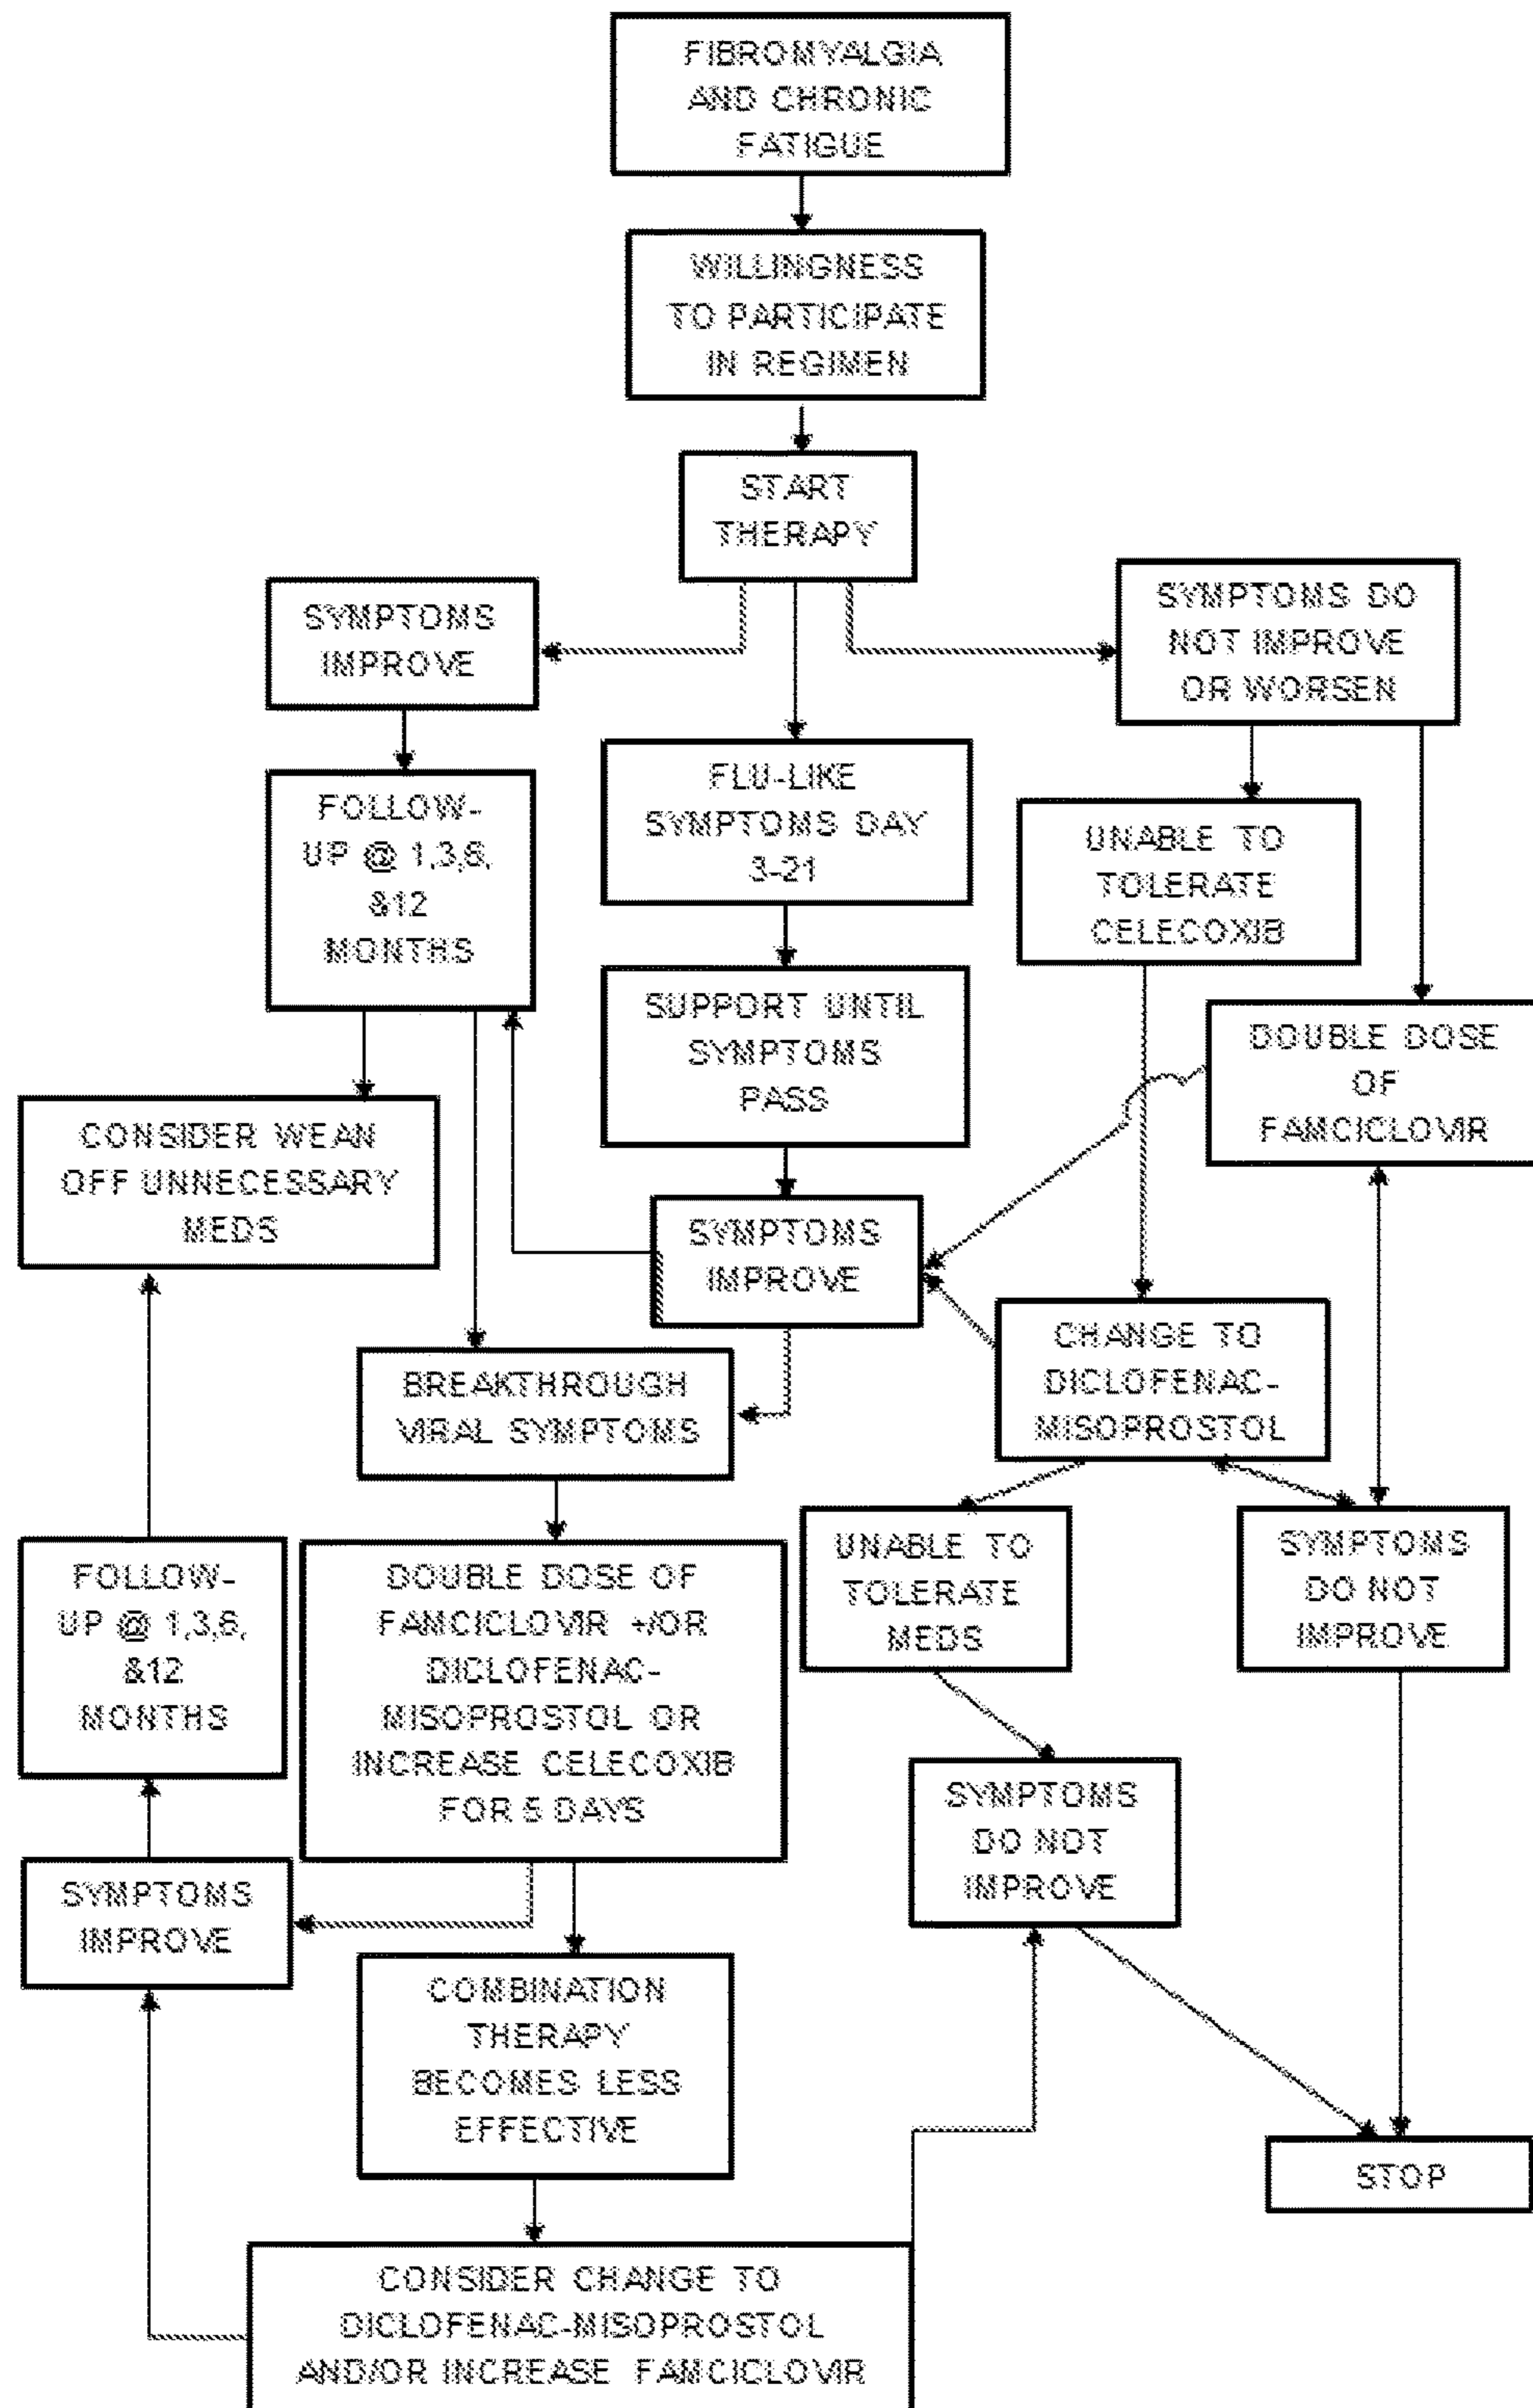 FIBROMYALGIA
AND CHRONIC
FATIGUE
WILLINGNESS
TO PARTICIPATE
IN REGIMEN
START
THERAPY
SYMPTOMS
IMPROVE
SYMPTOMS DO
NOT IMPROVE
OR WORSEN
FOLLOW-
UP @ 1,3,6,
&12
MONTHS
FLU-LIKE
SYMPTOMS DAY
3-21
UNABLE TO
TOLERATE
CELECOXIB
SUPPORT UNTIL
SYMPTOMS
PASS
DOUBLE DOSE
OF
FAMCICLOVIR
CONSIDER WEAN
OFF UNNECESSARY
MEDS
SYMPTOMS
IMPROVE
CHANGE TO
DICLOFENAC-
MISOPROSTOL
BREAKTHROUGH
VIRAL SYMPTOMS
UNABLE TO
TOLERATE
MEDS
SYMPTOMS
DO NOT
IMPROVE
FOLLOW-
UP @ 1,3,6,
&12
MONTHS
DOUBLE DOSE OF
FAMCICLOVIR +/OR
DICLOFENAC-
MISOPROSTOL OR
INCREASE CELECOXIB
FOR 5 DAYS
SYMPTOMS
DO NOT
IMPROVE
SYMPTOMS
IMPROVE
COMBINATION
THERAPY
BECOMES LESS
EFFECTIVE
STOP
CONSIDER CHANGE TO
DICLOFENAC-MISOPROSTOL
AND/OR INCREASE FAMCICLOVIR